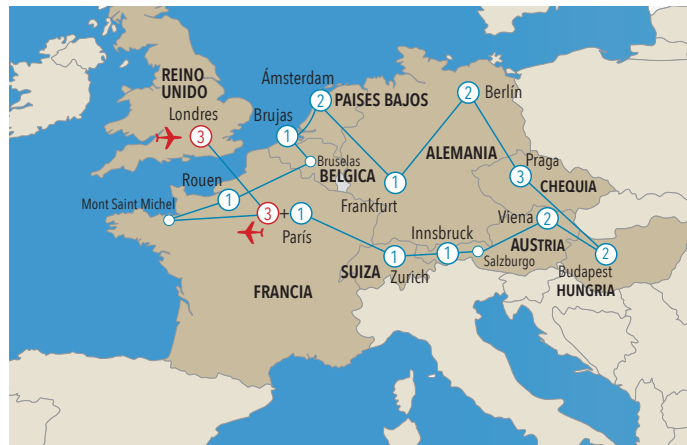 REINO
UNIDO
Londres
3
Ámsterdam
2
PAISES BAJOS
Brujas
1
2
Berlín
Bruselas
BÉLGICA
ALEMANIA
Praga
3
CHEQUIA
Rouen
1
1
Frankfurt
Mont Saint Michel
3
+
1
París
Viena
2
Innsbruck
1
AUSTRIA
Salzburgo
SUIZA
1
Zurich
2
Budapest
HUNGRIA
FRANCIA